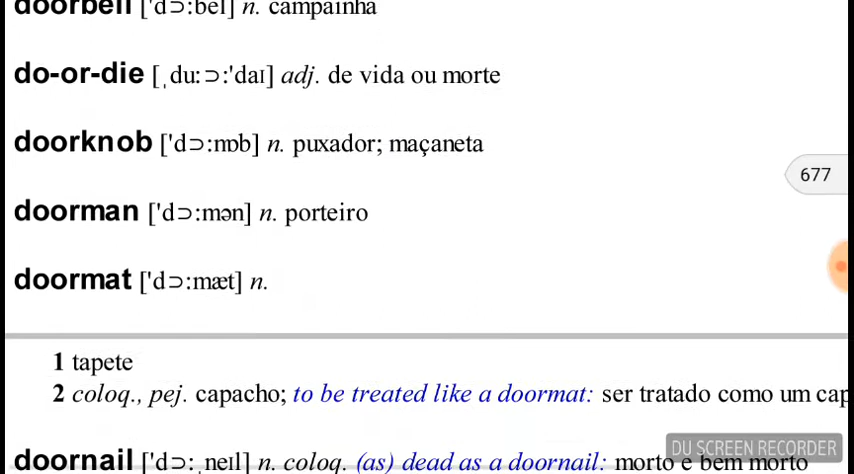 doorbell ['dɔ:bel] n. campainha
do-or-die [ˌdu:ɔ:'daɪ] adj. de vida ou morte
doorknob ['dɔ:nɒb] n. puxador; maçaneta
677
doorman ['dɔ:mən] n. porteiro
doormat ['dɔ:mæt] n.
1 tapete
2 coloq., pej. capacho; to be treated like a doormat: ser tratado como um cap
DU SCREEN RECORDER
doornail ['dɔ:ˌneɪl] n. coloq. (as) dead as a doornail: morto e bem morto